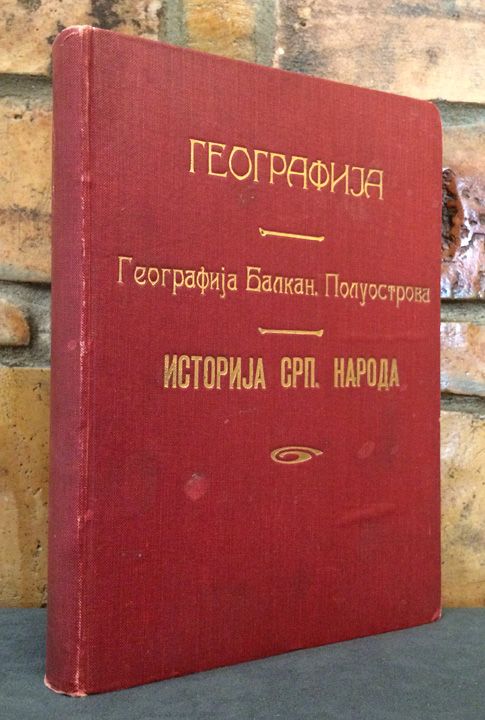 ГЕОГРАФИЈА
Географија Балкан. Полуострова
ИСТОРИЈА СРП. НАРОДА